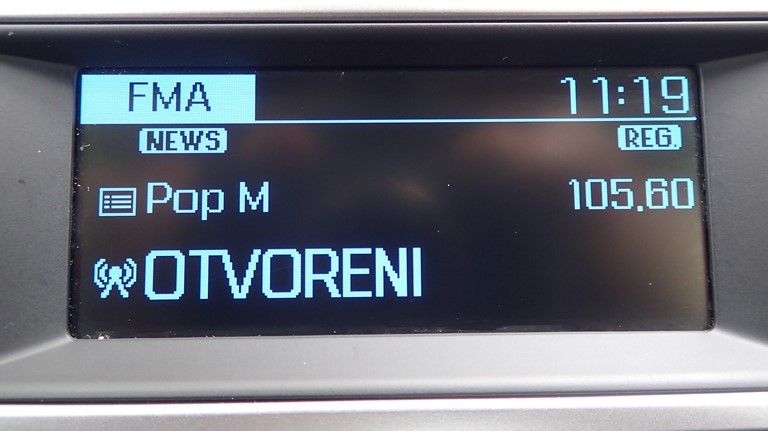 FMA 11:19
NEWS REG.
Pop M 105.60
OTVORENI